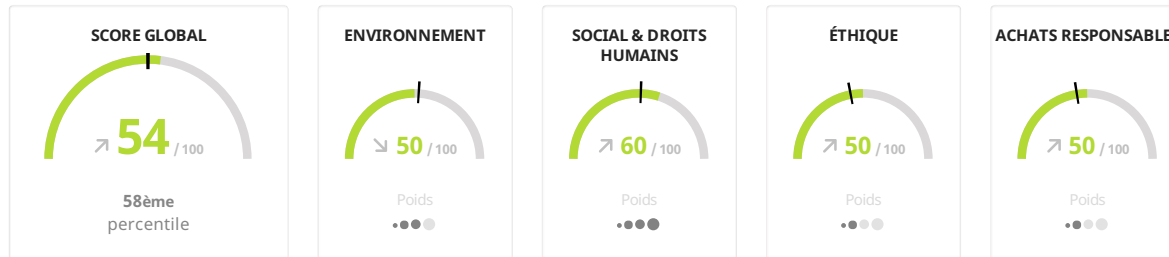 SCORE GLOBAL
54 / 100
58ème
percentile
ENVIRONNEMENT
50 / 100
Poids
SOCIAL & DROITS
HUMAINS
60 / 100
Poids
ÉTHIQUE
50 / 100
Poids
ACHATS RESPONSABLE
50 / 100
Poids